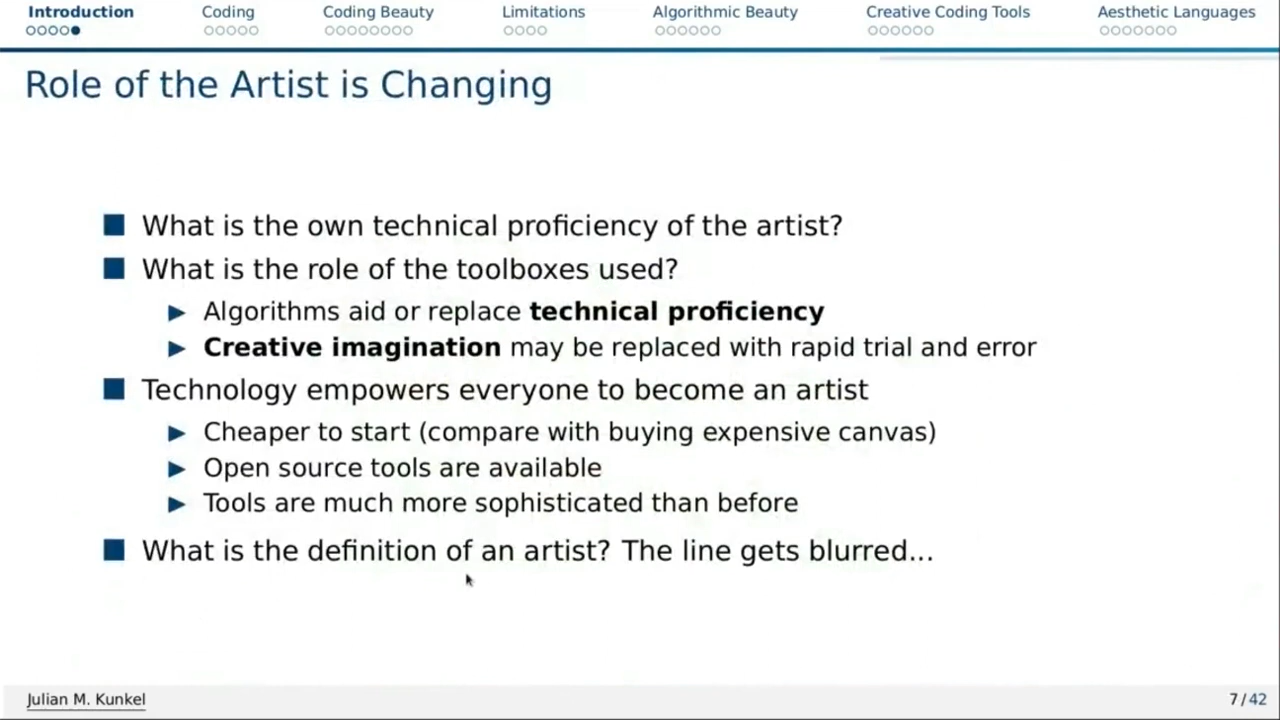 Introduction Coding Coding Beauty Limitations Algorithmic Beauty Creative Coding Tools Aesthetic Languages
Role of the Artist is Changing
What is the own technical proficiency of the artist?
What is the role of the toolboxes used?
Algorithms aid or replace technical proficiency
Creative imagination may be replaced with rapid trial and error
Technology empowers everyone to become an artist
Cheaper to start (compare with buying expensive canvas)
Open source tools are available
Tools are much more sophisticated than before
What is the definition of an artist? The line gets blurred...
Julian M. Kunkel 7/42